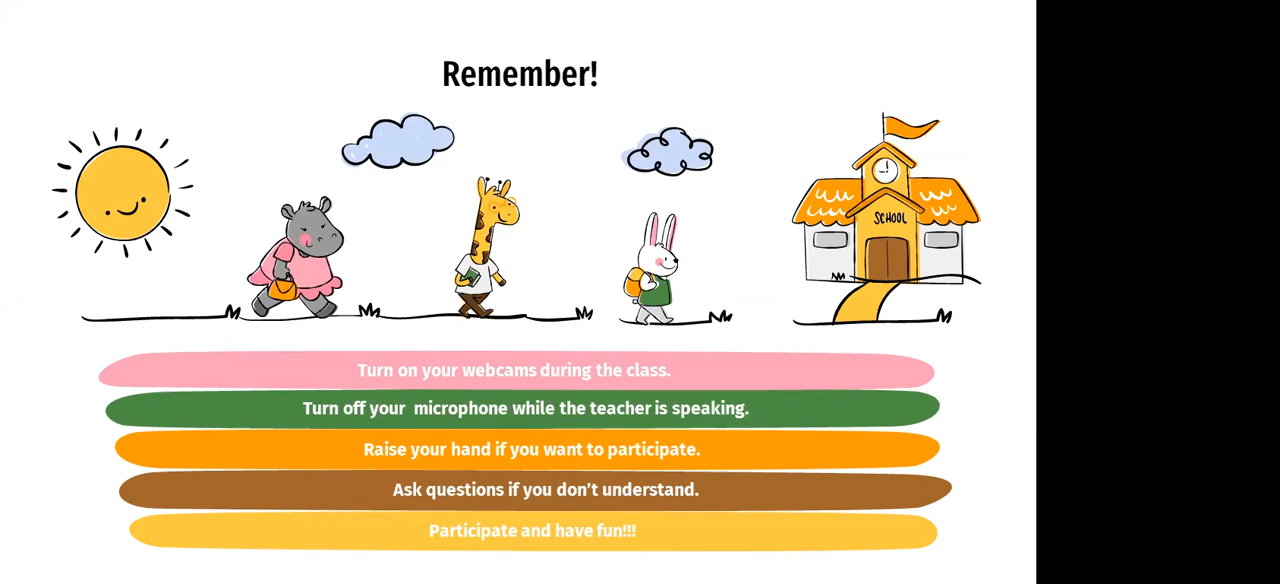 Remember!
SCHOOL
Turn on your webcams during the class.
Turn off your microphone while the teacher is speaking.
Raise your hand if you want to participate.
Ask questions if you don’t understand.
Participate and have fun!!!